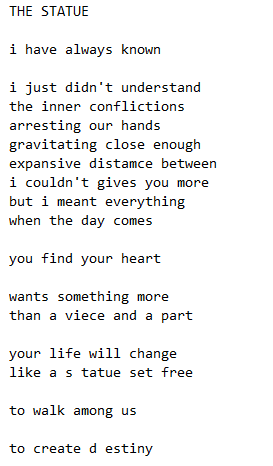 THE STATUE
i have always known
i just didn't understand
the inner conflictions
arresting our hands
gravitating close enough
expansive distamce between
i couldn't gives you more
but i meant everything
when the day comes
you find your heart
wants something more
than a viece and a part
your life will change
like a s tatue set free
to walk among us
to create d estiny